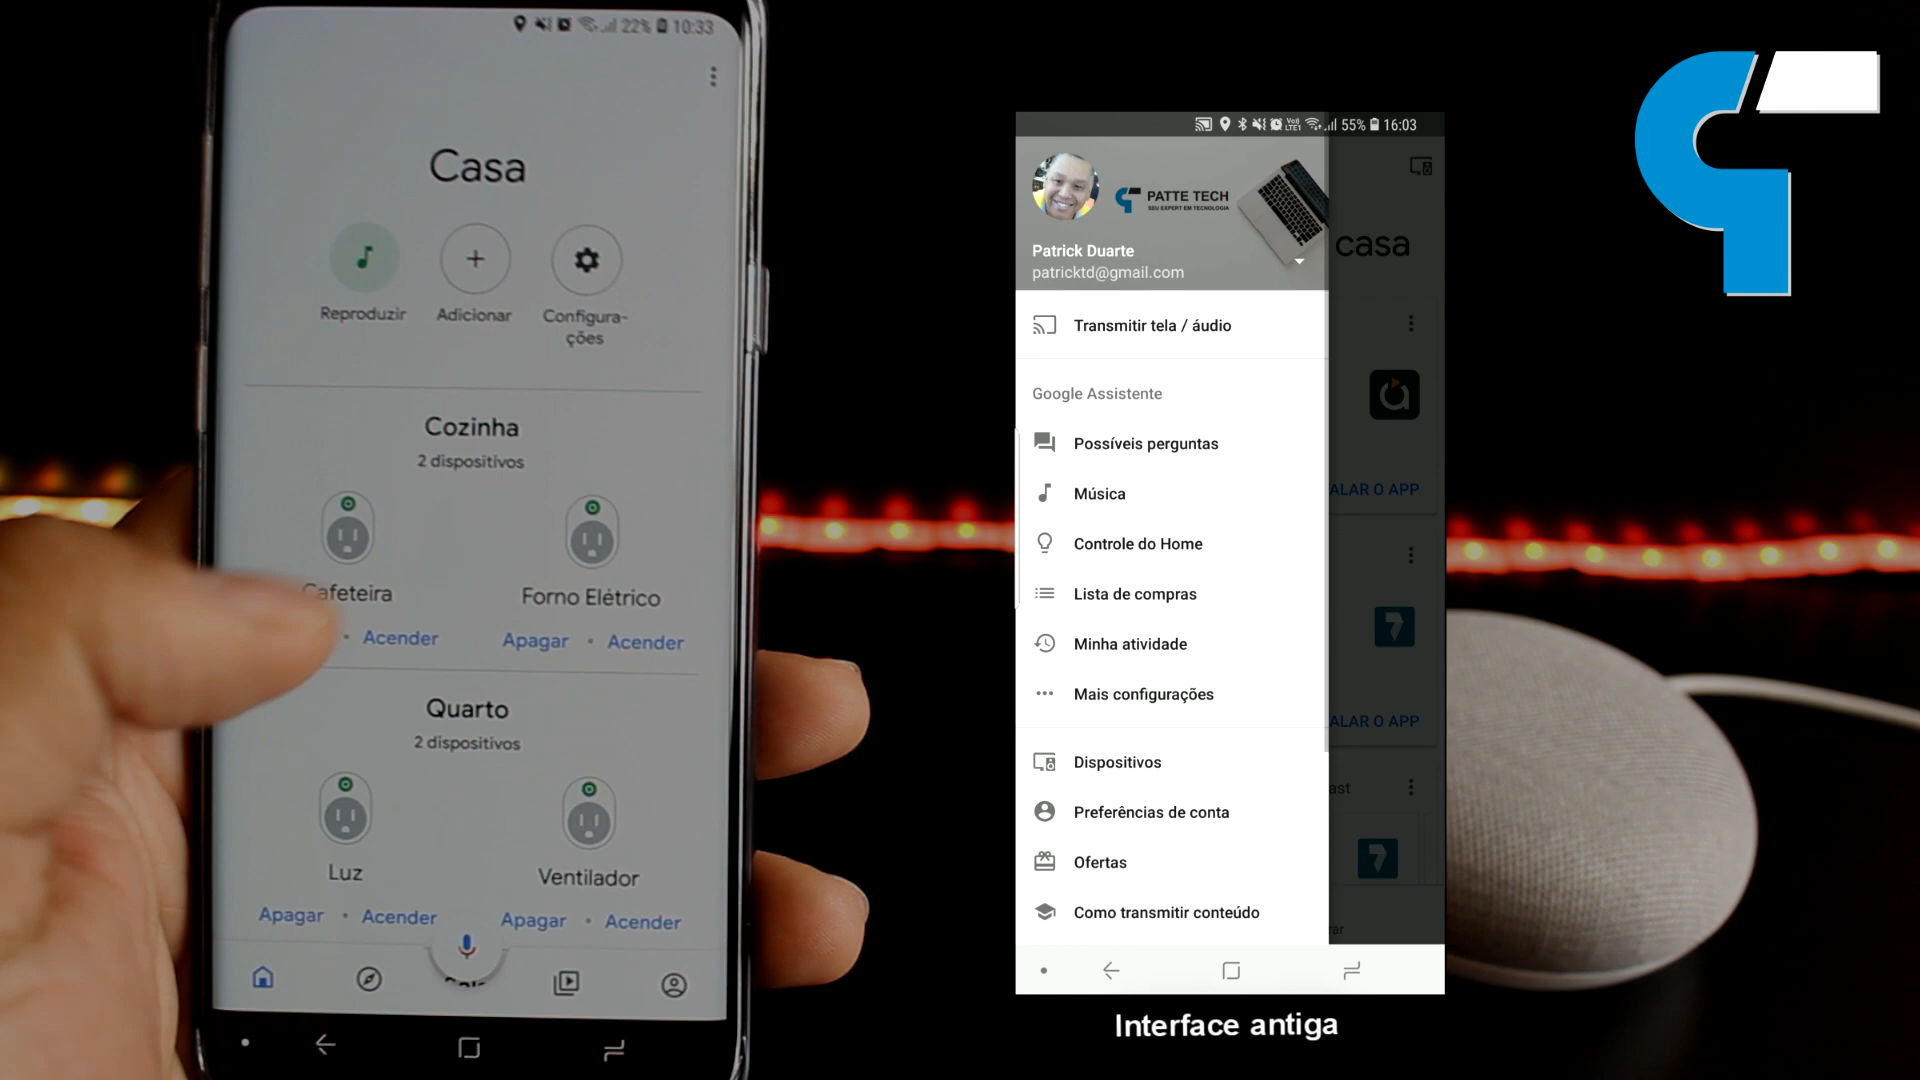 22% 10:33
Casa
Reproduzir
Adicionar
Configura-
ções
Cozinha
2 dispositivos
Cafeteira
Forno Elétrico
Acender
Apagar • Acender
Quarto
2 dispositivos
Luz
Ventilador
Apagar • Acender
Apagar • Acender
55% 16:03
PATTE TECH
SEU EXPERT EM TECNOLOGIA
Patrick Duarte
patricktd@gmail.com
casa
Transmitir tela / áudio
Google Assistente
Possíveis perguntas
Música
ALAR O APP
Controle do Home
Lista de compras
Minha atividade
Mais configurações
ALAR O APP
Dispositivos
ast
Preferências de conta
Ofertas
Como transmitir conteúdo
rar
Interface antiga